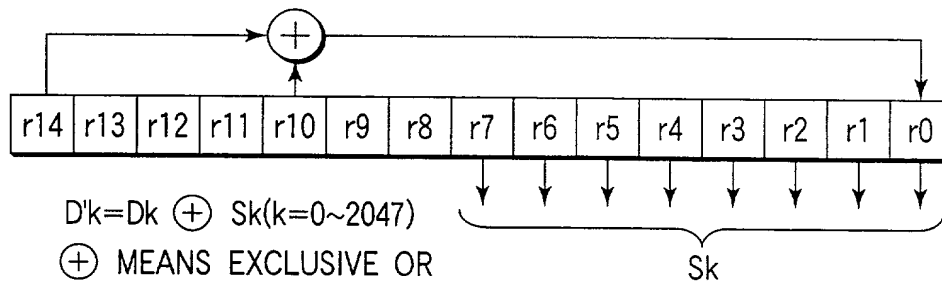 ⊕
r14 r13 r12 r11 r10 r9 r8 r7 r6 r5 r4 r3 r2 r1 r0
D'k=Dk ⊕ Sk(k=0~2047)
⊕ MEANS EXCLUSIVE OR
Sk